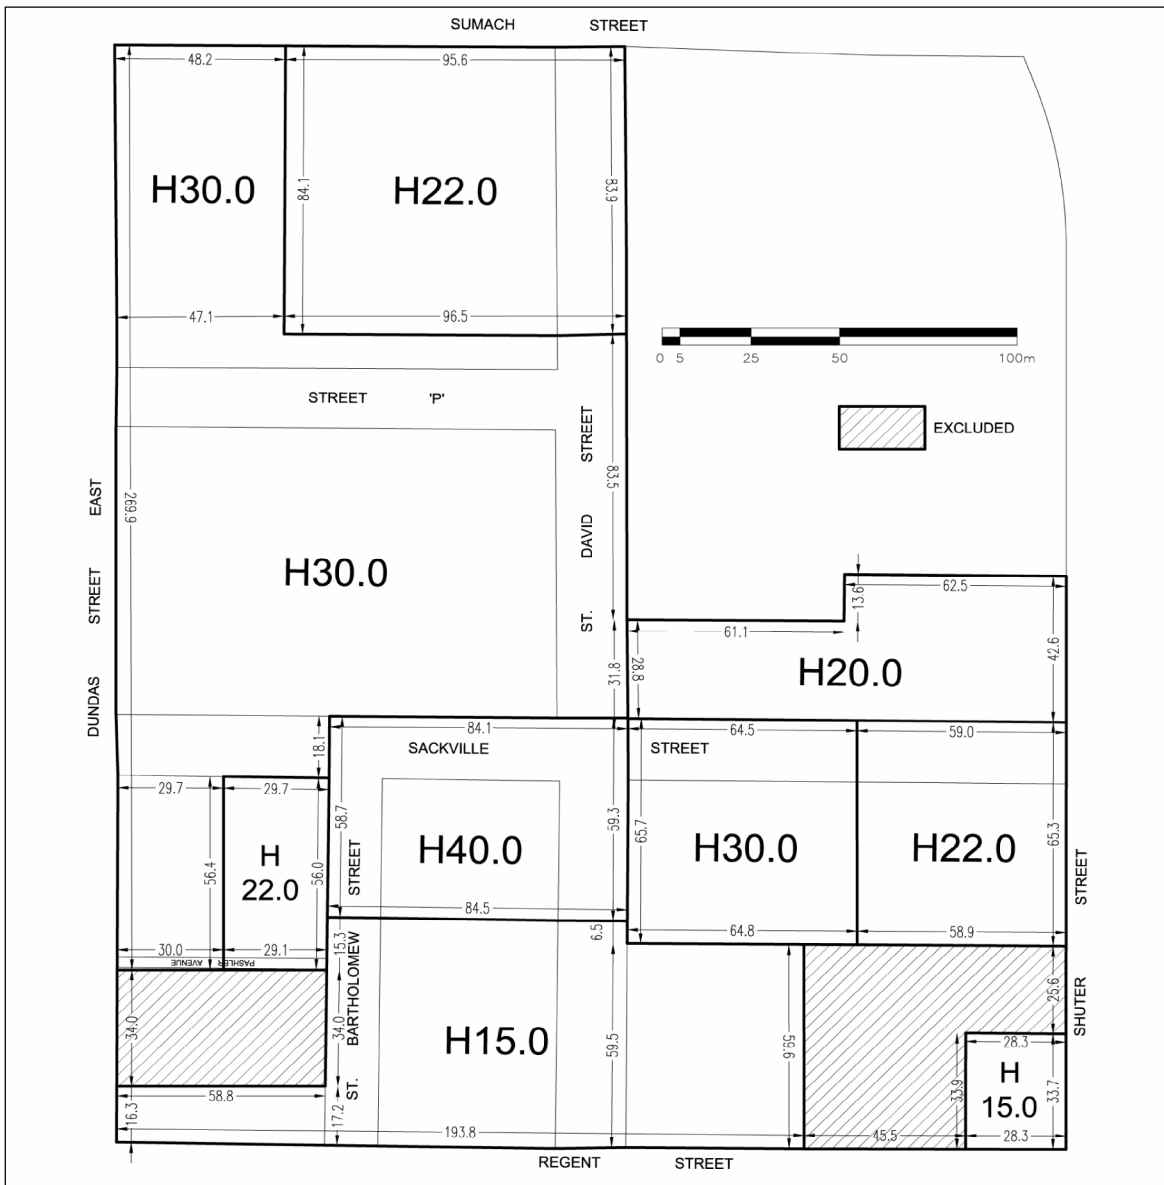 SUMACH STREET
48.2
95.6
H30.0
84.1
H22.0
83.9
47.1
96.5
0 5 25 50 100m
STREET 'P'
EXCLUDED
DUNDAS STREET EAST
269.9
ST. DAVID STREET
83.5
H30.0
62.5
13.6
61.1
42.6
31.8
28.8
H20.0
18.1
84.1
64.5
59.0
SACKVILLE STREET
29.7
29.7
58.7
59.3
65.7
65.3
H
22.0
H40.0
H30.0
H22.0
56.4
56.0
84.5
64.8
58.9
30.0
29.1
15.3
6.5
PASHLER
AVENUE
ST. BARTHOLOMEW STREET
SHUTER STREET
34.0
34.0
H15.0
59.5
59.6
25.6
28.3
H
15.0
33.9
33.7
58.8
16.3
17.2
193.8
45.5
28.3
REGENT STREET